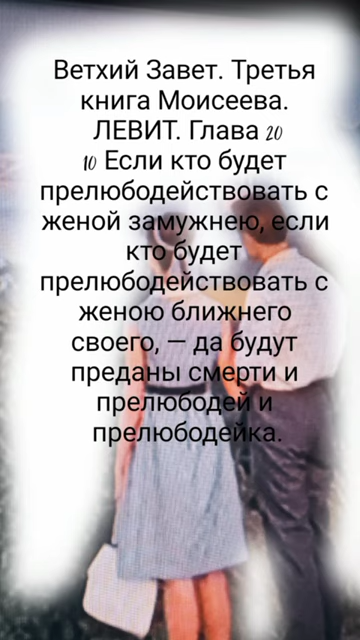 Ветхий Завет. Третья
книга Моисеева.
ЛЕВИТ. Глава 20
10 Если кто будет
прелюбодействовать с
женой замужнею, если
кто будет
прелюбодействовать с
женою ближнего
своего, — да будут
преданы смерти и
прелюбодей и
прелюбодейка.